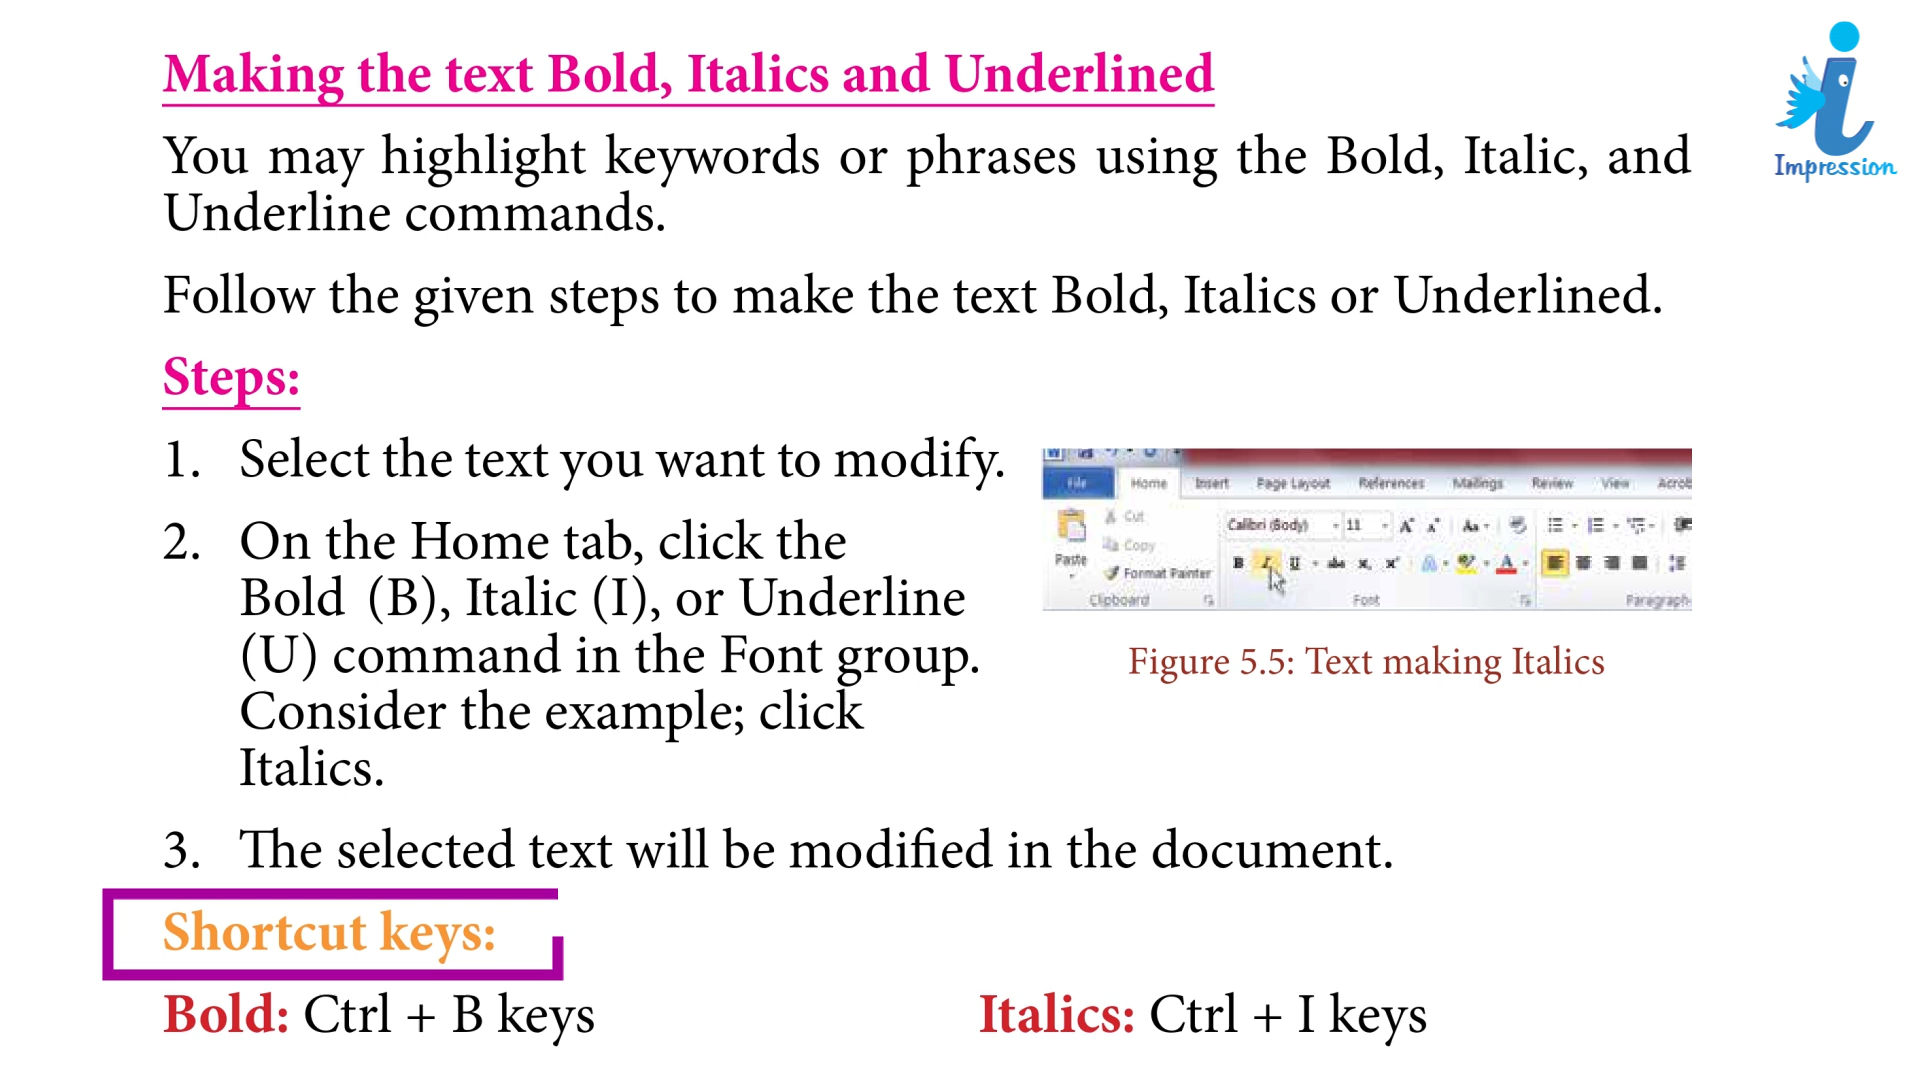 Making the text Bold, Italics and Underlined
Impression
You may highlight keywords or phrases using the Bold, Italic, and
Underline commands.
Follow the given steps to make the text Bold, Italics or Underlined.
Steps:
1. Select the text you want to modify.
2. On the Home tab, click the
Bold (B), Italic (I), or Underline
(U) command in the Font group.
Consider the example; click
Italics.
File Home Insert Page Layout References Mailings Review View Acrob
Cut
Calibri (Body) 11
Copy
Paste
Format Painter
B I U abc
Clipboard Font Paragraph
Figure 5.5: Text making Italics
3. The selected text will be modified in the document.
Shortcut keys:
Bold: Ctrl + B keys Italics: Ctrl + I keys